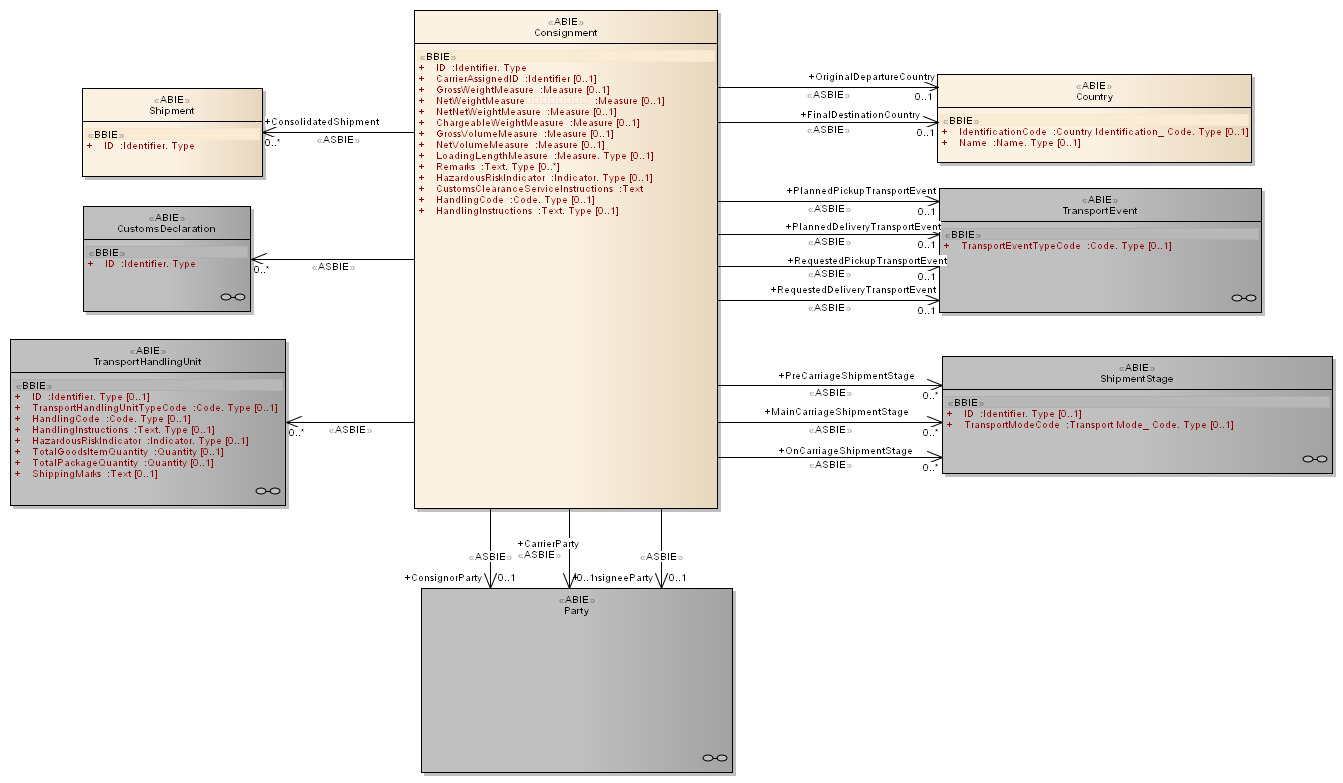 «ABIE»
Consignment
«BBIE»
+ ID :Identifier. Type
+ CarrierAssignedID :Identifier [0..1]
+ GrossWeightMeasure :Measure [0..1]
+ NetWeightMeasure□□□□□□□□ :Measure [0..1]
+ NetNetWeightMeasure :Measure [0..1]
+ ChargeableWeightMeasure :Measure [0..1]
+ GrossVolumeMeasure :Measure [0..1]
+ NetVolumeMeasure :Measure [0..1]
+ LoadingLengthMeasure :Measure. Type [0..1]
+ Remarks :Text. Type [0..*]
+ HazardousRiskIndicator :Indicator. Type [0..1]
+ CustomsClearanceServiceInstructions :Text
+ HandlingCode :Code. Type [0..1]
+ HandlingInstructions :Text. Type [0..1]
«ABIE»
Shipment
«BBIE»
+ ID :Identifier. Type
+ConsolidatedShipment
«ASBIE»
0..*
«ABIE»
CustomsDeclaration
«BBIE»
+ ID :Identifier. Type
«ASBIE»
0..*
«ABIE»
TransportHandlingUnit
«BBIE»
+ ID :Identifier. Type [0..1]
+ TransportHandlingUnitTypeCode :Code. Type [0..1]
+ HandlingCode :Code. Type [0..1]
+ HandlingInstructions :Text. Type [0..1]
+ HazardousRiskIndicator :Indicator. Type [0..1]
+ TotalGoodsItemQuantity :Quantity [0..1]
+ TotalPackageQuantity :Quantity [0..1]
+ ShippingMarks :Text [0..1]
«ASBIE»
0..*
+OriginalDepartureCountry
«ASBIE»
0..1
+FinalDestinationCountry
«ASBIE»
0..1
«ABIE»
Country
«BBIE»
+ IdentificationCode :Country Identification_ Code. Type [0..1]
+ Name :Name. Type [0..1]
+PlannedPickupTransportEvent
«ASBIE»
0..1
+PlannedDeliveryTransportEvent
«ASBIE»
0..1
+RequestedPickupTransportEvent
«ASBIE»
0..1
+RequestedDeliveryTransportEvent
«ASBIE»
0..1
«ABIE»
TransportEvent
«BBIE»
+ TransportEventTypeCode :Code. Type [0..1]
+PreCarriageShipmentStage
«ASBIE»
0..*
+MainCarriageShipmentStage
«ASBIE»
0..*
+OnCarriageShipmentStage
«ASBIE»
0..*
«ABIE»
ShipmentStage
«BBIE»
+ ID :Identifier. Type [0..1]
+ TransportModeCode :Transport Mode_ Code. Type [0..1]
+CarrierParty
«ASBIE»
«ASBIE»
«ASBIE»
+ConsignorParty
0..1
0..1
signeeParty
0..1
«ABIE»
Party